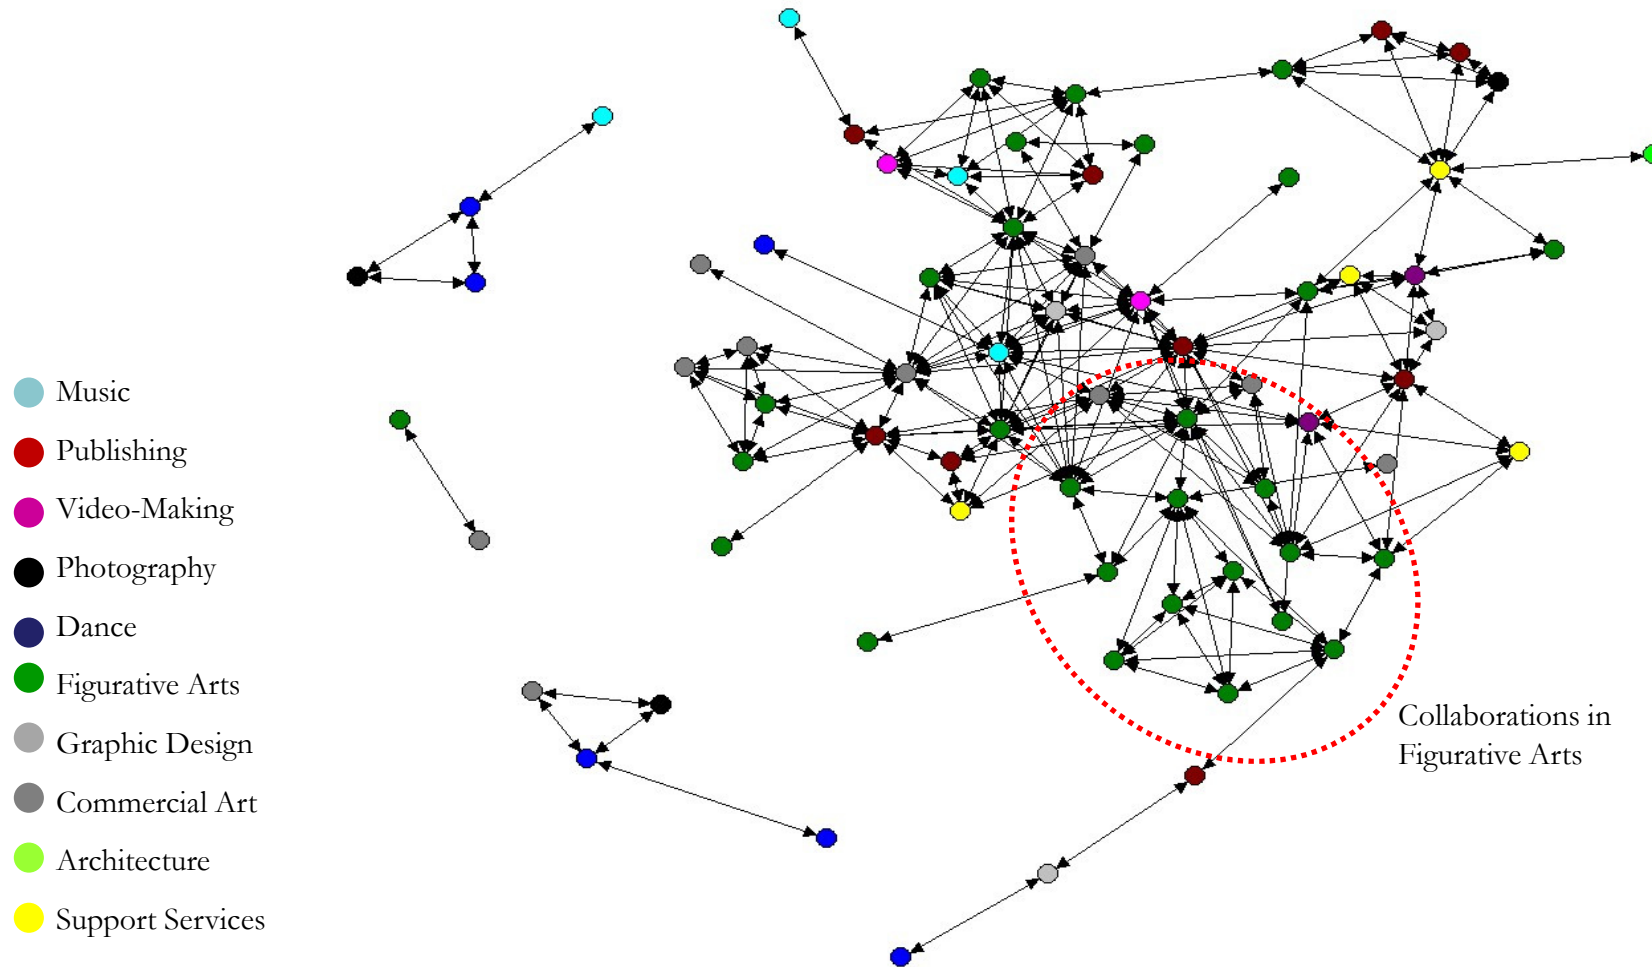 Music
Publishing
Video-Making
Photography
Dance
Figurative Arts
Graphic Design
Commercial Art
Architecture
Support Services
Collaborations in
Figurative Arts